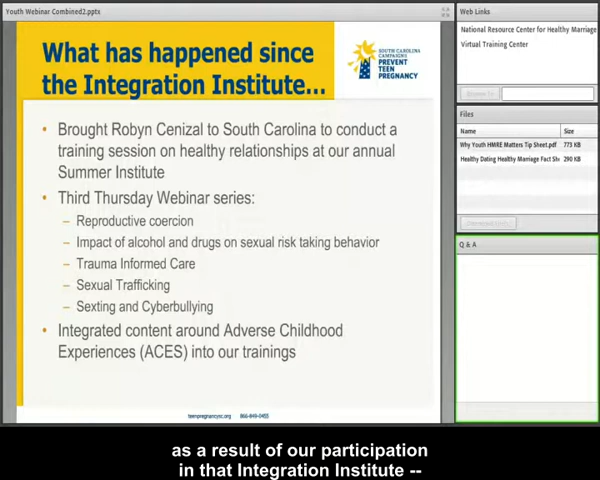 Youth Webinar Combined2.pptx
What has happened since
the Integration Institute...
SOUTH CAROLINA
CAMPAIGN
PREVENT
TEEN
PREGNANCY
• Brought Robyn Cenizal to South Carolina to conduct a
training session on healthy relationships at our annual
Summer Institute
• Third Thursday Webinar series:
– Reproductive coercion
– Impact of alcohol and drugs on sexual risk taking behavior
– Trauma Informed Care
– Sexual Trafficking
– Sexting and Cyberbullying
• Integrated content around Adverse Childhood
Experiences (ACES) into our trainings
teenpregnancysc.org 866-849-0455
Web Links
National Resource Center for Healthy Marriage
Virtual Training Center
Files
Name Size
Why Youth HMRE Matters Tip Sheet.pdf 773 KB
Healthy Dating Healthy Marriage Fact She 290 KB
Q & A
as a result of our participation
in that Integration Institute --